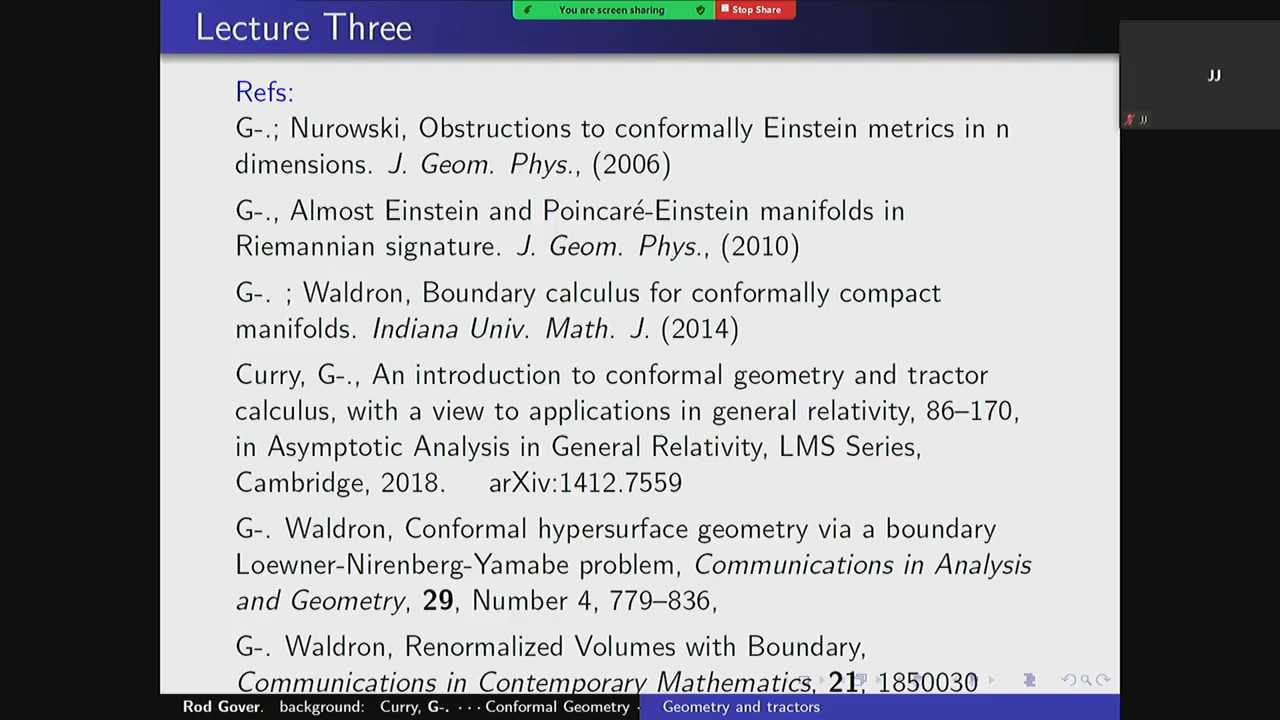 You are screen sharing
Stop Share
Lecture Three
JJ
JJ
Refs:
G-.; Nurowski, Obstructions to conformally Einstein metrics in n
dimensions. J. Geom. Phys., (2006)
G-., Almost Einstein and Poincaré-Einstein manifolds in
Riemannian signature. J. Geom. Phys., (2010)
G-. ; Waldron, Boundary calculus for conformally compact
manifolds. Indiana Univ. Math. J. (2014)
Curry, G-., An introduction to conformal geometry and tractor
calculus, with a view to applications in general relativity, 86–170,
in Asymptotic Analysis in General Relativity, LMS Series,
Cambridge, 2018. arXiv:1412.7559
G-. Waldron, Conformal hypersurface geometry via a boundary
Loewner-Nirenberg-Yamabe problem, Communications in Analysis
and Geometry, 29, Number 4, 779–836,
G-. Waldron, Renormalized Volumes with Boundary,
Communications in Contemporary Mathematics, 21, 1850030
Rod Gover. background: Curry, G-. · · · Conformal Geometry · Geometry and tractors